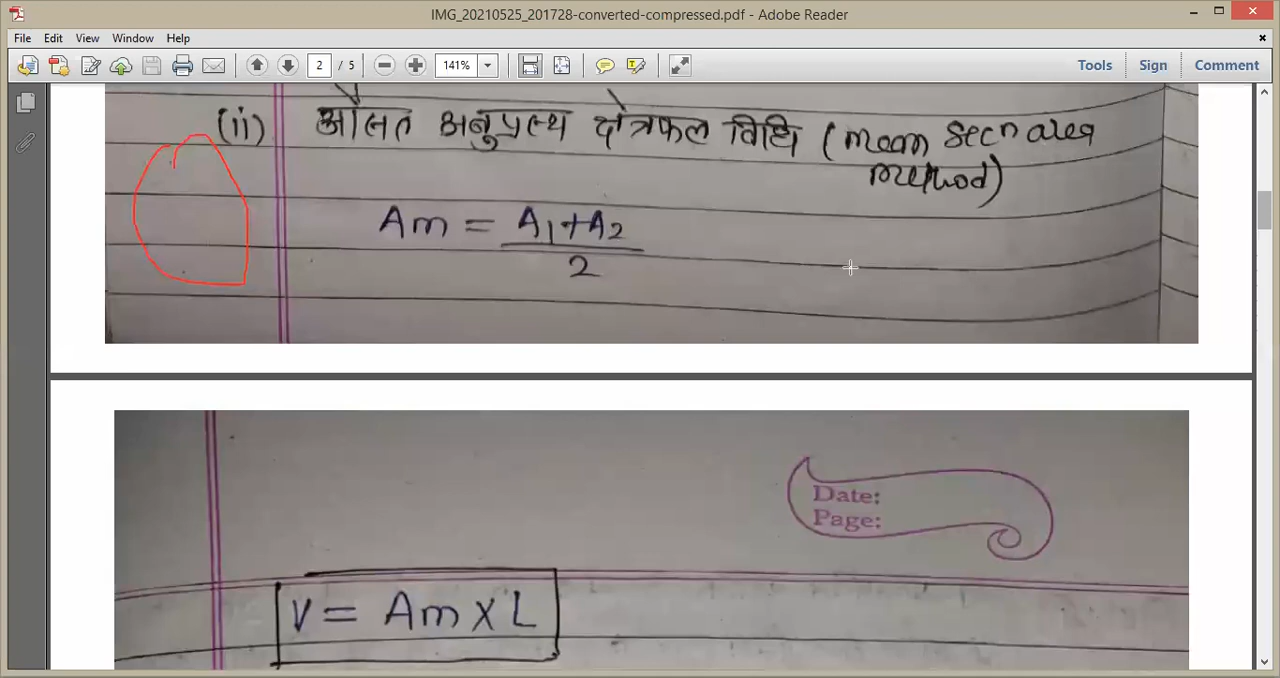 IMG_20210525_201728-converted-compressed.pdf - Adobe Reader
File Edit View Window Help
2 / 5 141% Tools Sign Comment
(ii) औसत अनुप्रस्थ क्षेत्रफल विधि (mean secn area
method)
Am = A1+A2
2
Date:
Page:
V = Am X L